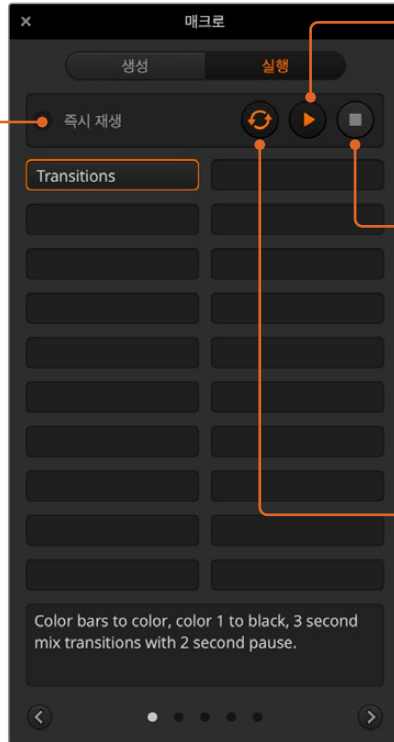 매크로
생성
실행
즉시 재생
Transitions
Color bars to color, color 1 to black, 3 second
mix transitions with 2 second pause.